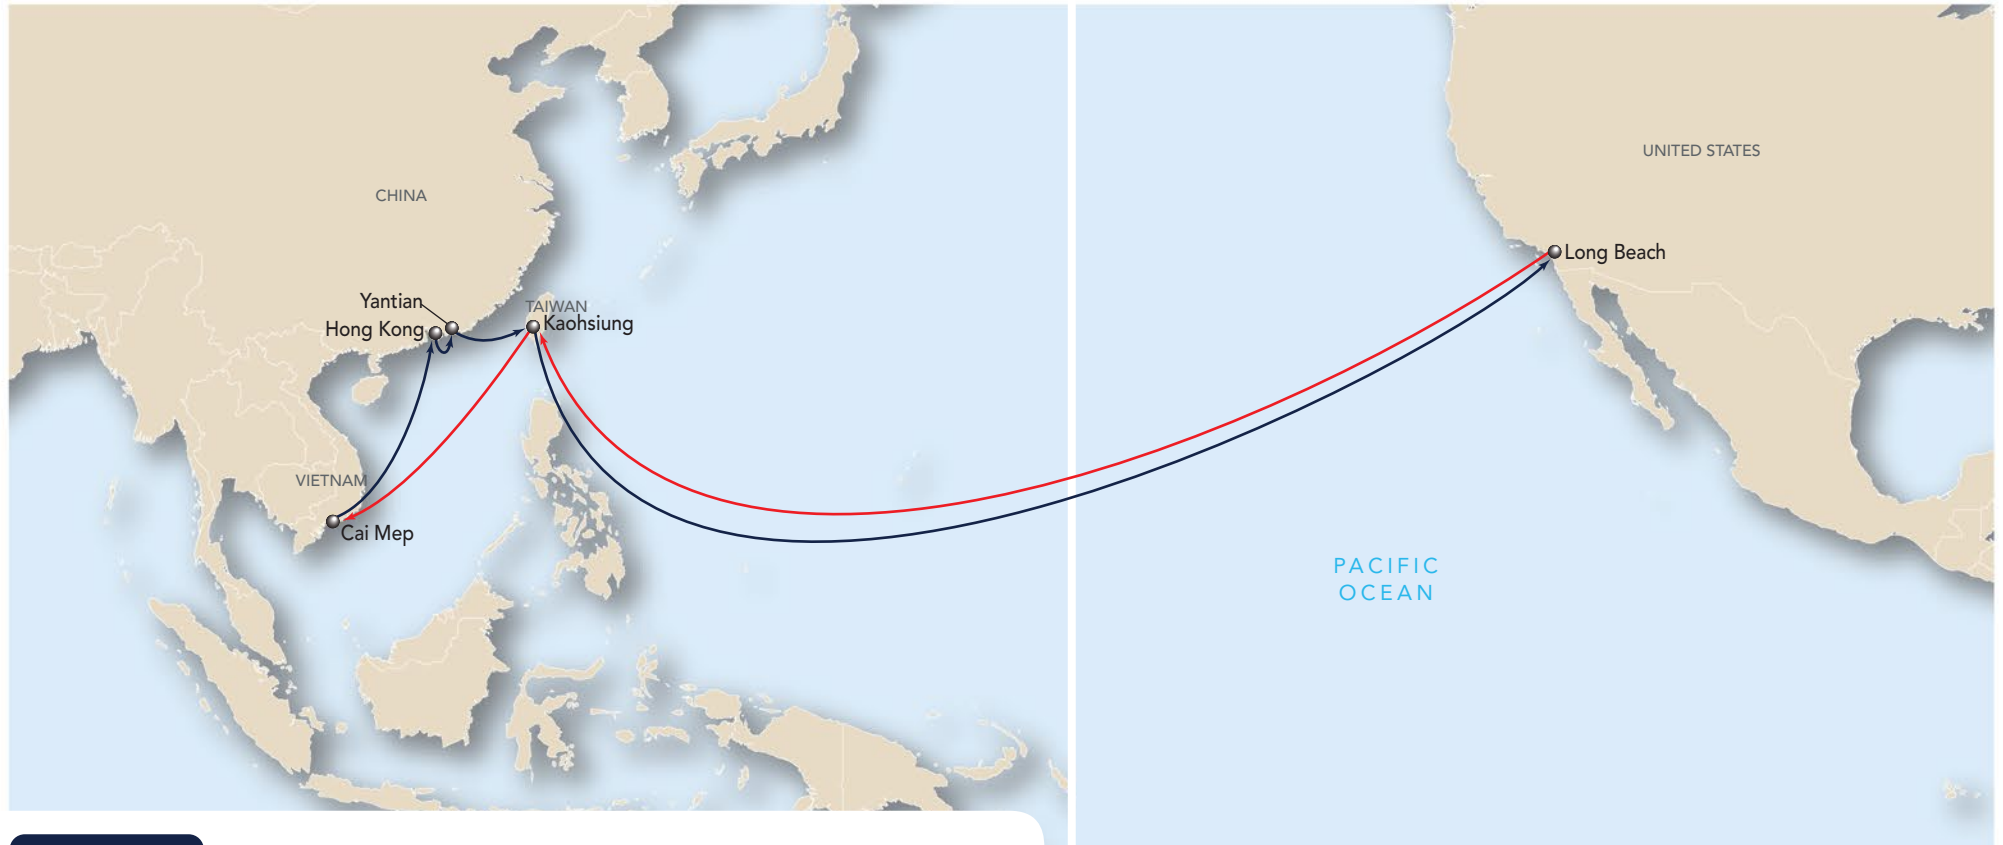 CHINA
UNITED STATES
Long Beach
Yantian
TAIWAN
Hong Kong
Kaohsiung
VIETNAM
Cai Mep
PACIFIC
OCEAN